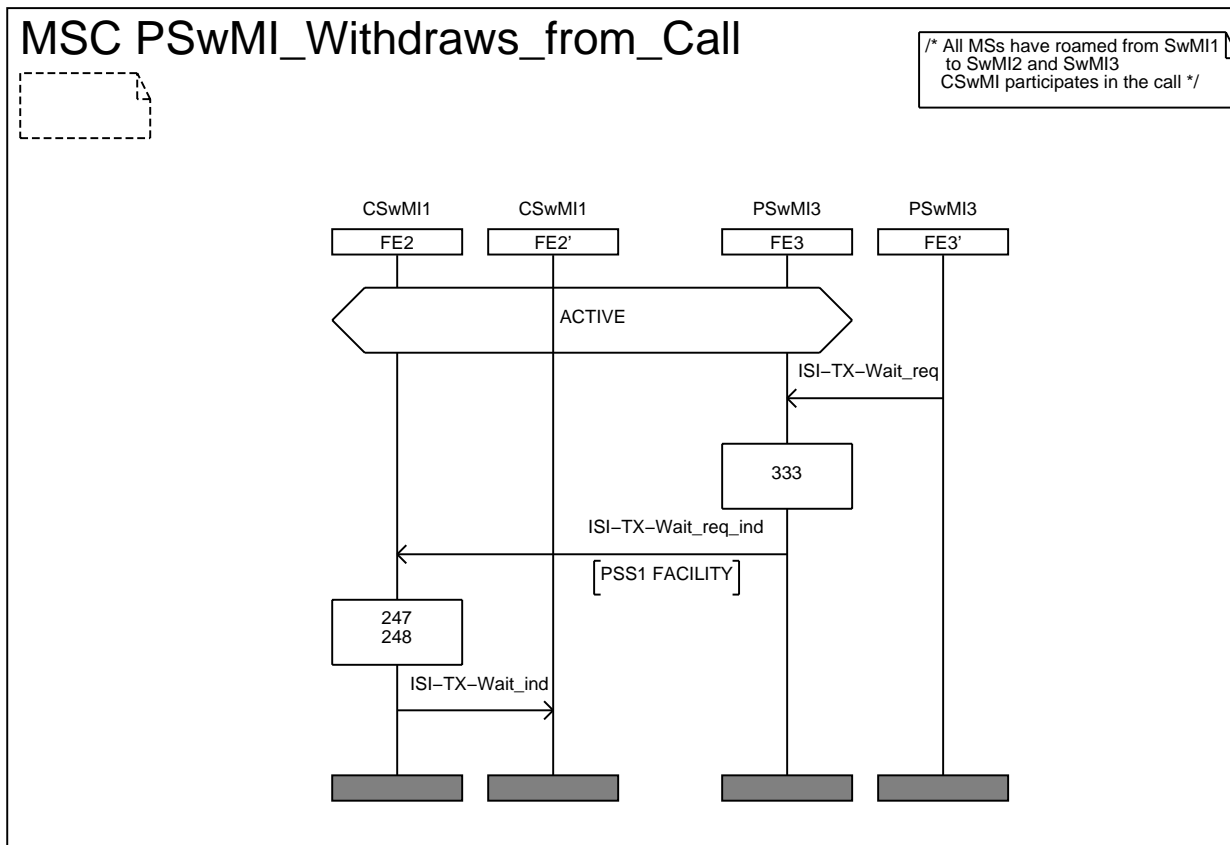 MSC PSwMI_Withdraws_from_Call
/* All MSs have roamed from SwMI1
to SwMI2 and SwMI3
CSwMI participates in the call */
CSwMI1
CSwMI1
PSwMI3
PSwMI3
FE2
FE2'
FE3
FE3'
ACTIVE
ISI−TX−Wait_req
333
ISI−TX−Wait_req_ind
PSS1 FACILITY
247
248
ISI−TX−Wait_ind